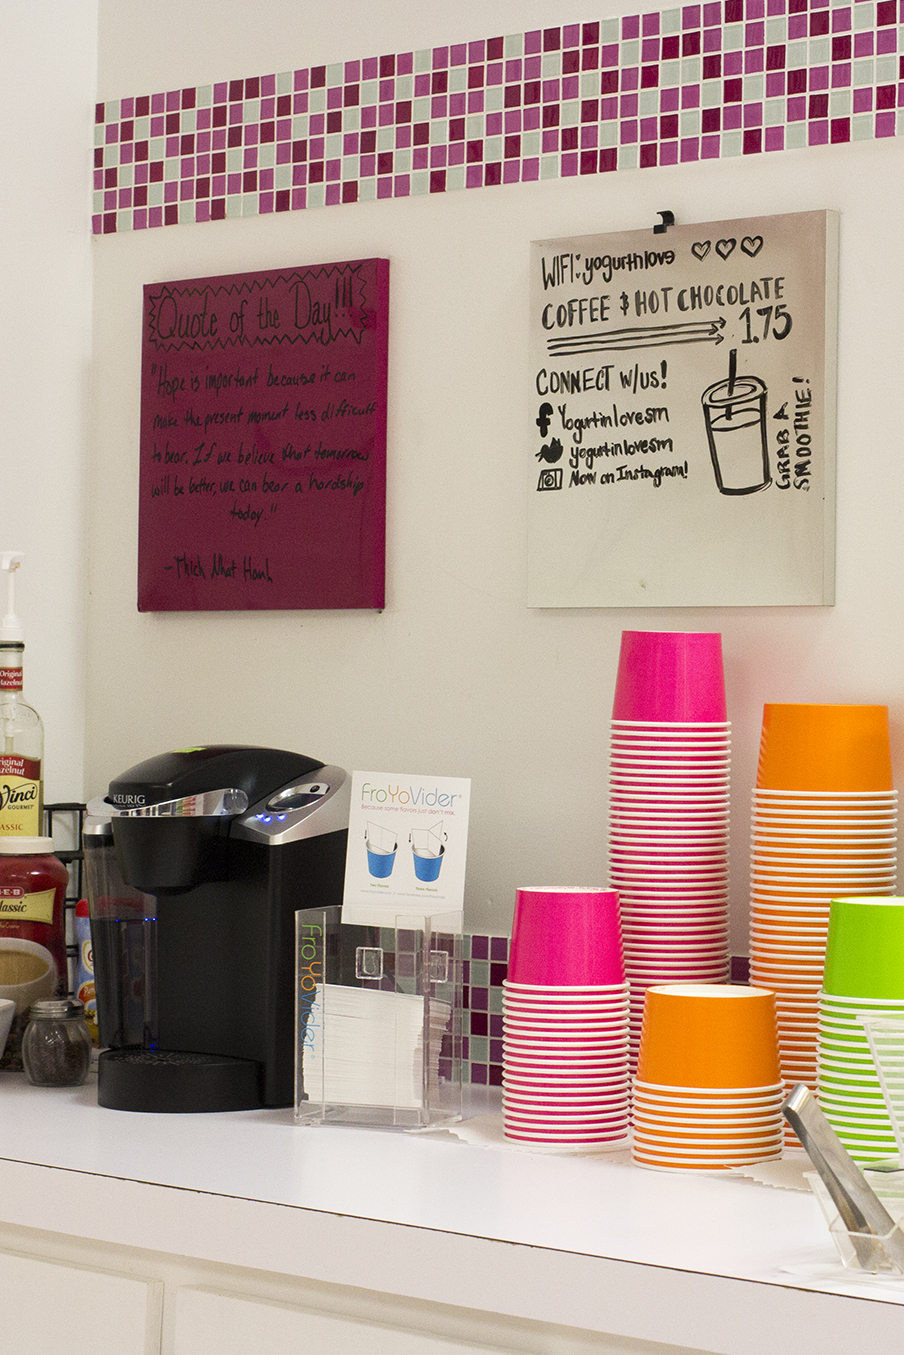 Quote of the Day!!!
"Hope is important because it can
make the present moment less difficult
to bear. If we believe that tomorrow
will be better, we can bear a hardship
today."
-Thich Nhat Hanh
WIFI: yogurtnlove
COFFEE $ HOT CHOCOLATE
1.75
CONNECT W/US!
Yogurtinlovesm
yogurtinlovesm
Now on Instagram!
GRAB A
SMOOTHIE!
Original
Hazelnut
Original
Hazelnut
Vinci
GOURMET
CLASSIC
Classic
KEURIG
FroYoVider
Because some flavors just don't mix.
FroYoVider